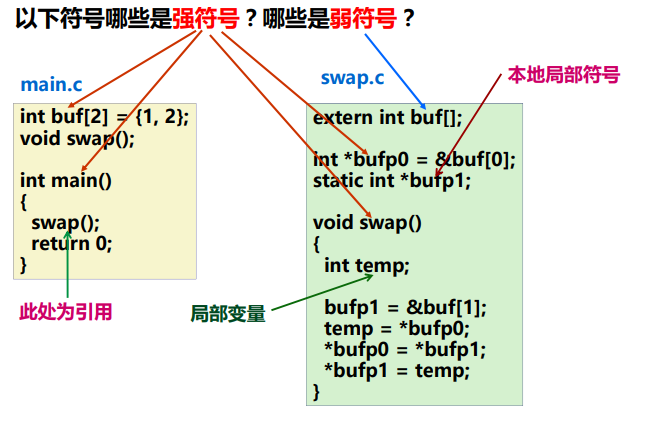 以下符号哪些是强符号？哪些是弱符号？
main.c
int buf[2] = {1, 2};
void swap();
int main()
{
swap();
return 0;
}
此处为引用
swap.c
本地局部符号
extern int buf[];
int *bufp0 = &buf[0];
static int *bufp1;
void swap()
{
int temp;
局部变量
bufp1 = &buf[1];
temp = *bufp0;
*bufp0 = *bufp1;
*bufp1 = temp;
}